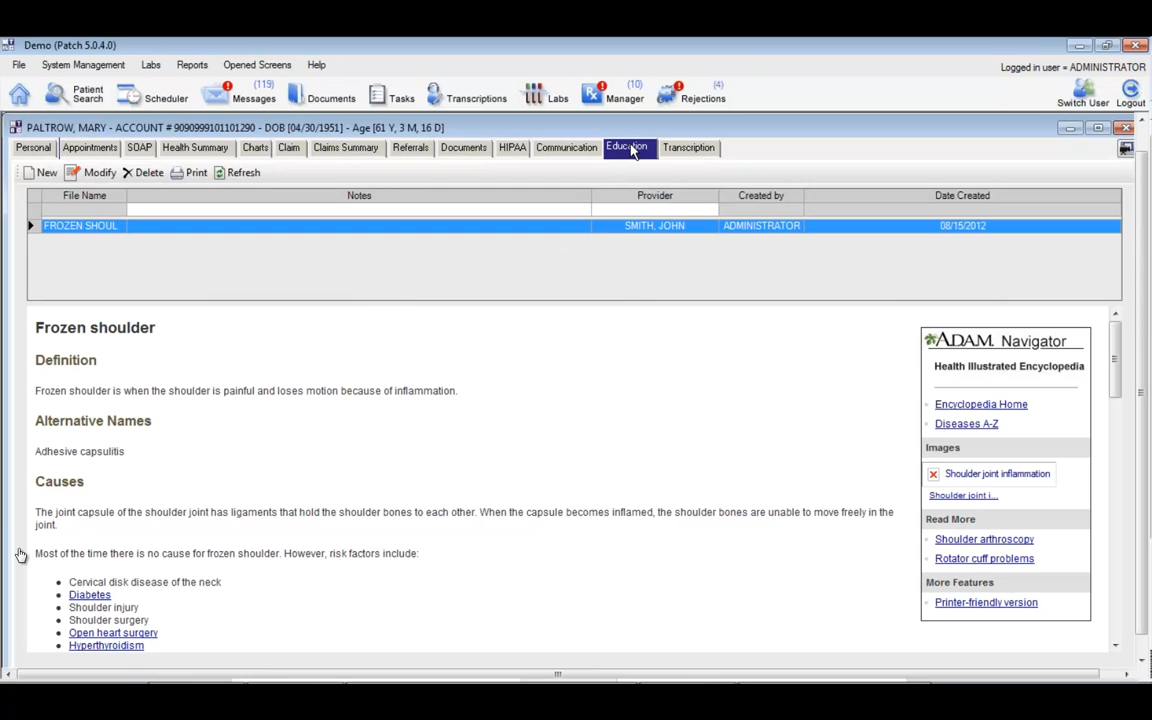 Demo (Patch 5.0.4.0)
File System Management Labs Reports Opened Screens Help
Logged in user = ADMINISTRATOR
Patient Search Scheduler Messages (119) Documents Tasks Transcriptions Labs Manager (10) Rejections (4) Switch User Logout
PALTROW, MARY - ACCOUNT # 9090999101101290 - DOB [04/30/1951] - Age [61 Y, 3 M, 16 D]
Personal Appointments SOAP Health Summary Charts Claim Claims Summary Referrals Documents HIPAA Communication Education Transcription
New Modify Delete Print Refresh
File Name Notes Provider Created by Date Created
FROZEN SHOUL SMITH, JOHN ADMINISTRATOR 08/15/2012
Frozen shoulder
Definition
Frozen shoulder is when the shoulder is painful and loses motion because of inflammation.
Alternative Names
Adhesive capsulitis
Causes
The joint capsule of the shoulder joint has ligaments that hold the shoulder bones to each other. When the capsule becomes inflamed, the shoulder bones are unable to move freely in the
joint.
Most of the time there is no cause for frozen shoulder. However, risk factors include:
Cervical disk disease of the neck
Diabetes
Shoulder injury
Shoulder surgery
Open heart surgery
Hyperthyroidism
ADAM. Navigator
Health Illustrated Encyclopedia
Encyclopedia Home
Diseases A-Z
Images
Shoulder joint inflammation
Shoulder joint i...
Read More
Shoulder arthroscopy
Rotator cuff problems
More Features
Printer-friendly version